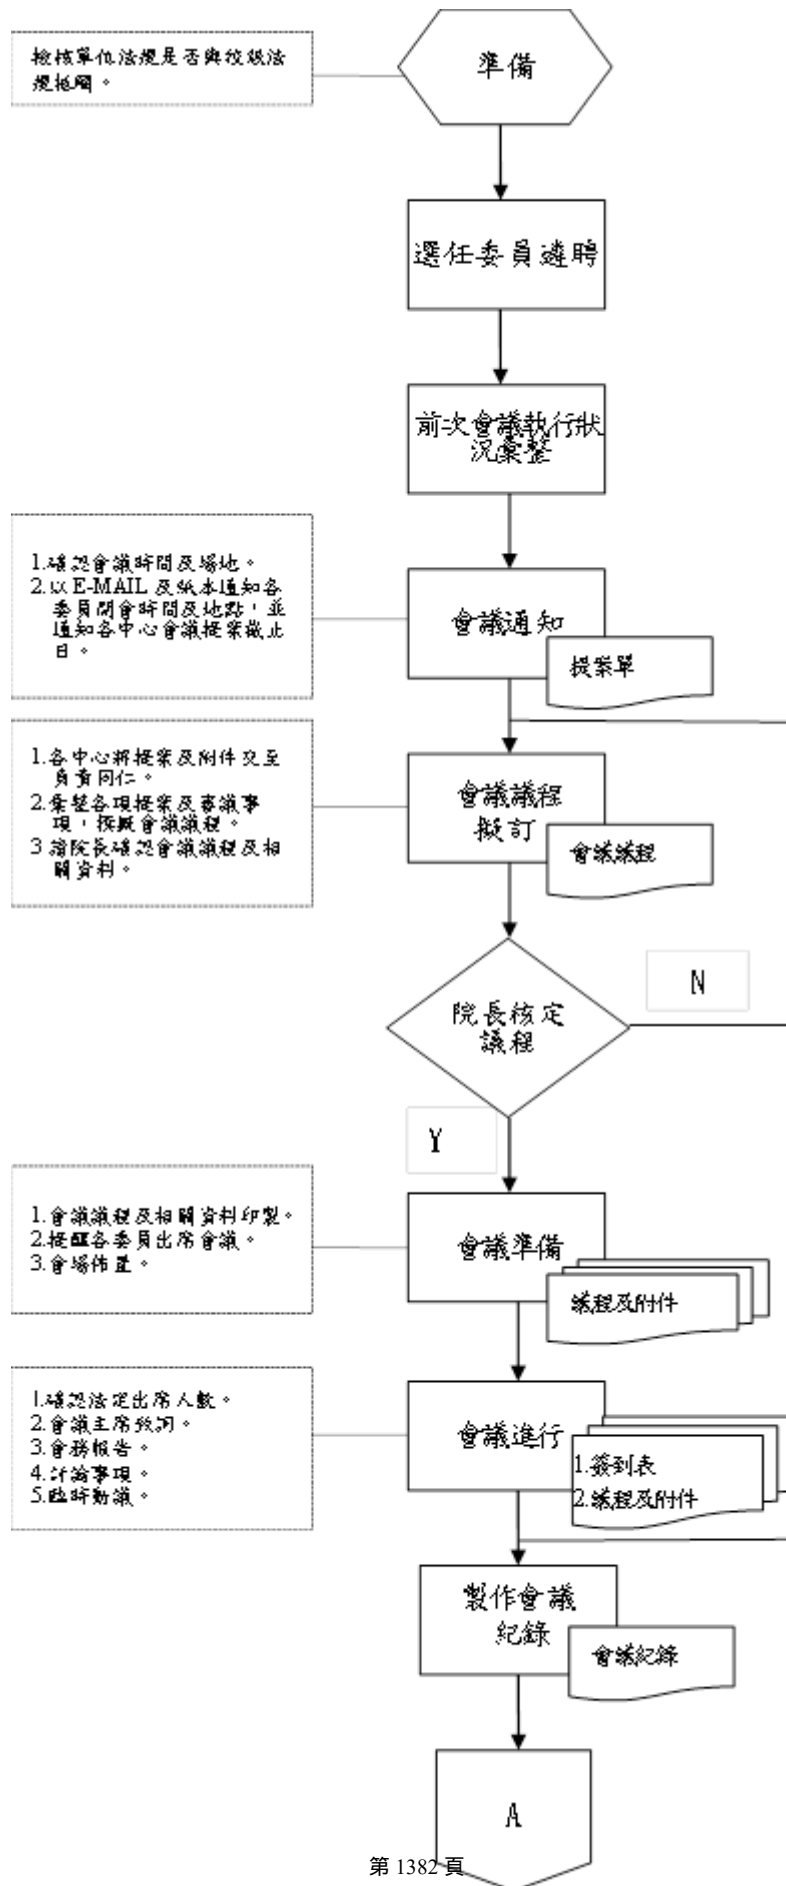 檢核單位法規是否與校級法
規抵觸。
準備
選任委員遴聘
前次會議執行狀
況彙整
1.確認會議時間及場地。
2.以 E-MAIL 及紙本通知各
委員開會時間及地點，並
通知各中心會議提案截止
日。
會議通知
提案單
1.各中心將提案及附件交至
負責同仁。
2.彙整各項提案及審議事
項，撰擬會議議程。
3.請院長確認會議議程及相
關資料。
會議議程
擬訂
會議議程
院長核定
議程
N
Y
1.會議議程及相關資料印製。
2.提醒各委員出席會議。
3.會場佈置。
會議準備
議程及附件
1.確認法定出席人數。
2.會議主席致詞。
3.會務報告。
4.討論事項。
5.臨時動議。
會議進行
1.簽到表
2.議程及附件
製作會議
紀錄
會議紀錄
A
第 1382 頁